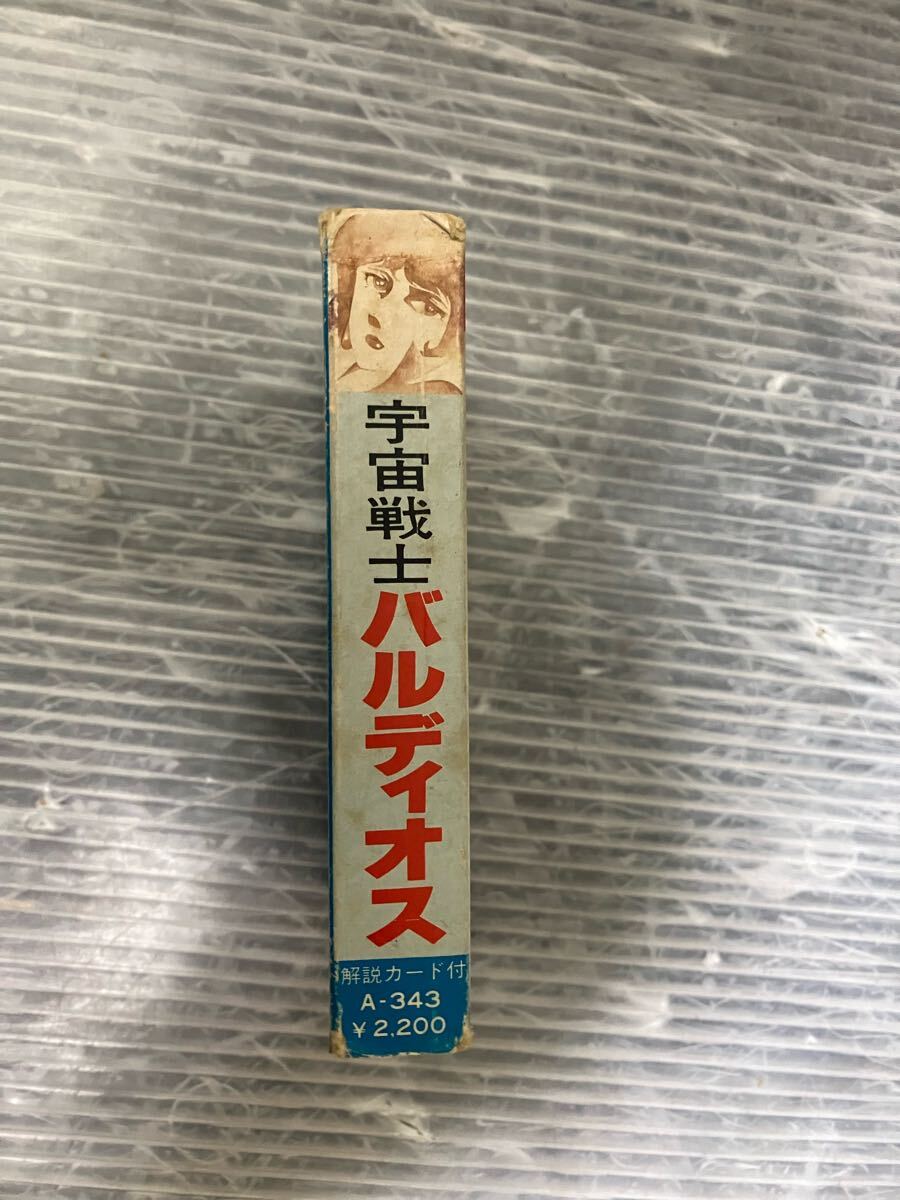 宇宙戦士
バルディオス
解説カード付
A-343
¥2,200